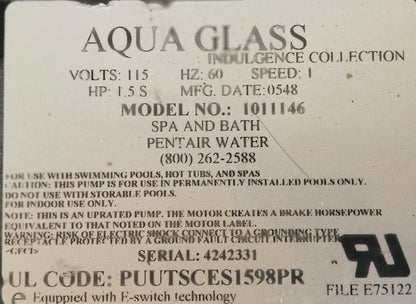 AQUA GLASS
INDULGENCE COLLECTION
VOLTS: 115 HZ: 60 SPEED: 1
HP: 1.5 S MFG. DATE:0548
MODEL NO.: 1011146
SPA AND BATH
PENTAIR WATER
(800) 262-2588
FOR USE WITH SWIMMING POOLS, HOT TUBS, AND SPAS
CAUTION: THIS PUMP IS FOR USE IN PERMANENTLY INSTALLED POOLS ONLY.
DO NOT USE WITH STORABLE POOLS.
FOR INDOOR USE ONLY.
NOTE: THIS IS AN UPRATED PUMP. THE MOTOR CREATES A BRAKE HORSEPOWER
EQUIVALENT TO THAT NOTED ON THE MOTOR LABEL.
WARNING: RISK OF ELECTRIC SHOCK CONNECT TO A GROUNDING TYPE
RECEPTACLE PROTECTED BY A GROUND FAULT CIRCUIT INTERRUPTER
<GFCI>
SERIAL: 4242331
UL CODE: PUUTSCES1598PR
e Equppied with E-switch technology
RU
FILE E75122